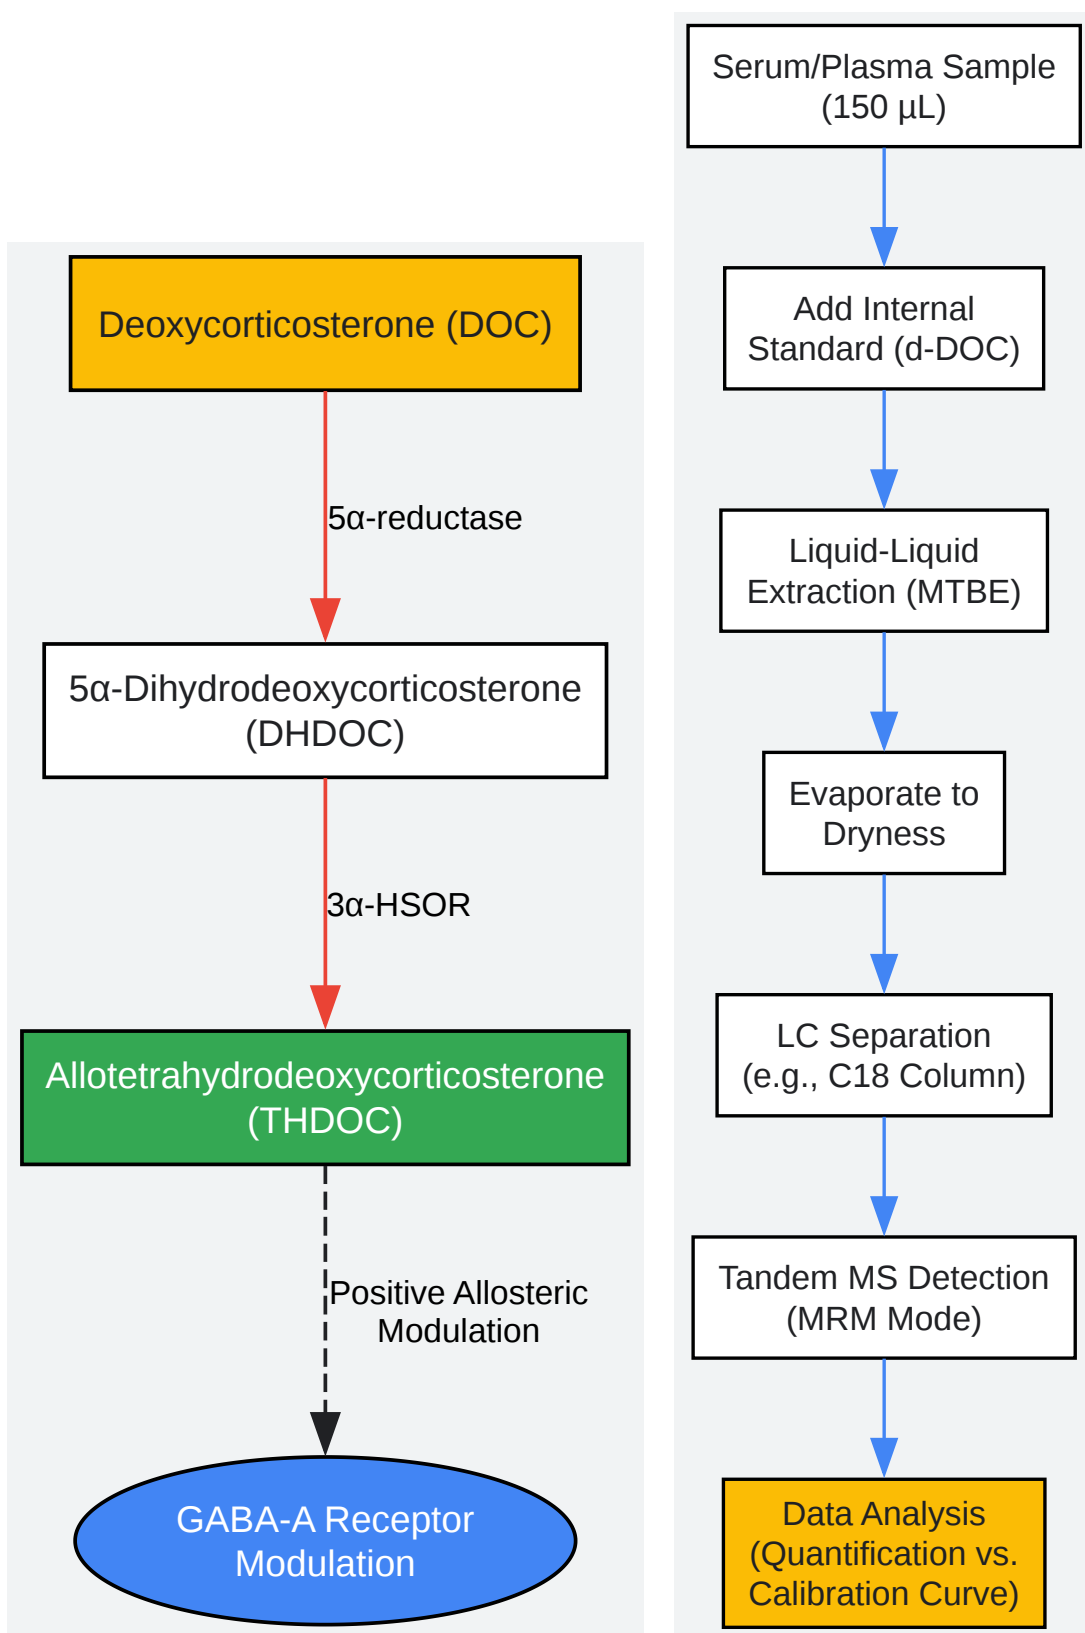 Deoxycorticosterone (DOC)
5α-reductase
5α-Dihydrodeoxycorticosterone
(DHDOC)
3α-HSOR
Allotetrahydrodeoxycorticosterone
(THDOC)
Positive Allosteric
Modulation
GABA-A Receptor
Modulation
Serum/Plasma Sample
(150 µL)
Add Internal
Standard (d-DOC)
Liquid-Liquid
Extraction (MTBE)
Evaporate to
Dryness
LC Separation
(e.g., C18 Column)
Tandem MS Detection
(MRM Mode)
Data Analysis
(Quantification vs.
Calibration Curve)